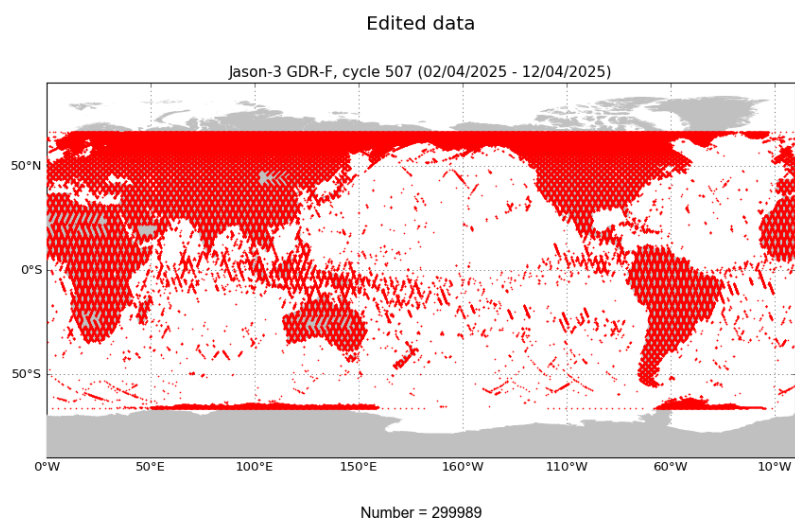 Edited data
Jason-3 GDR-F, cycle 507 (02/04/2025 - 12/04/2025)
50°N
0°S
50°S
0°W 50°E 100°E 150°E 160°W 110°W 60°W 10°W
Number = 299989